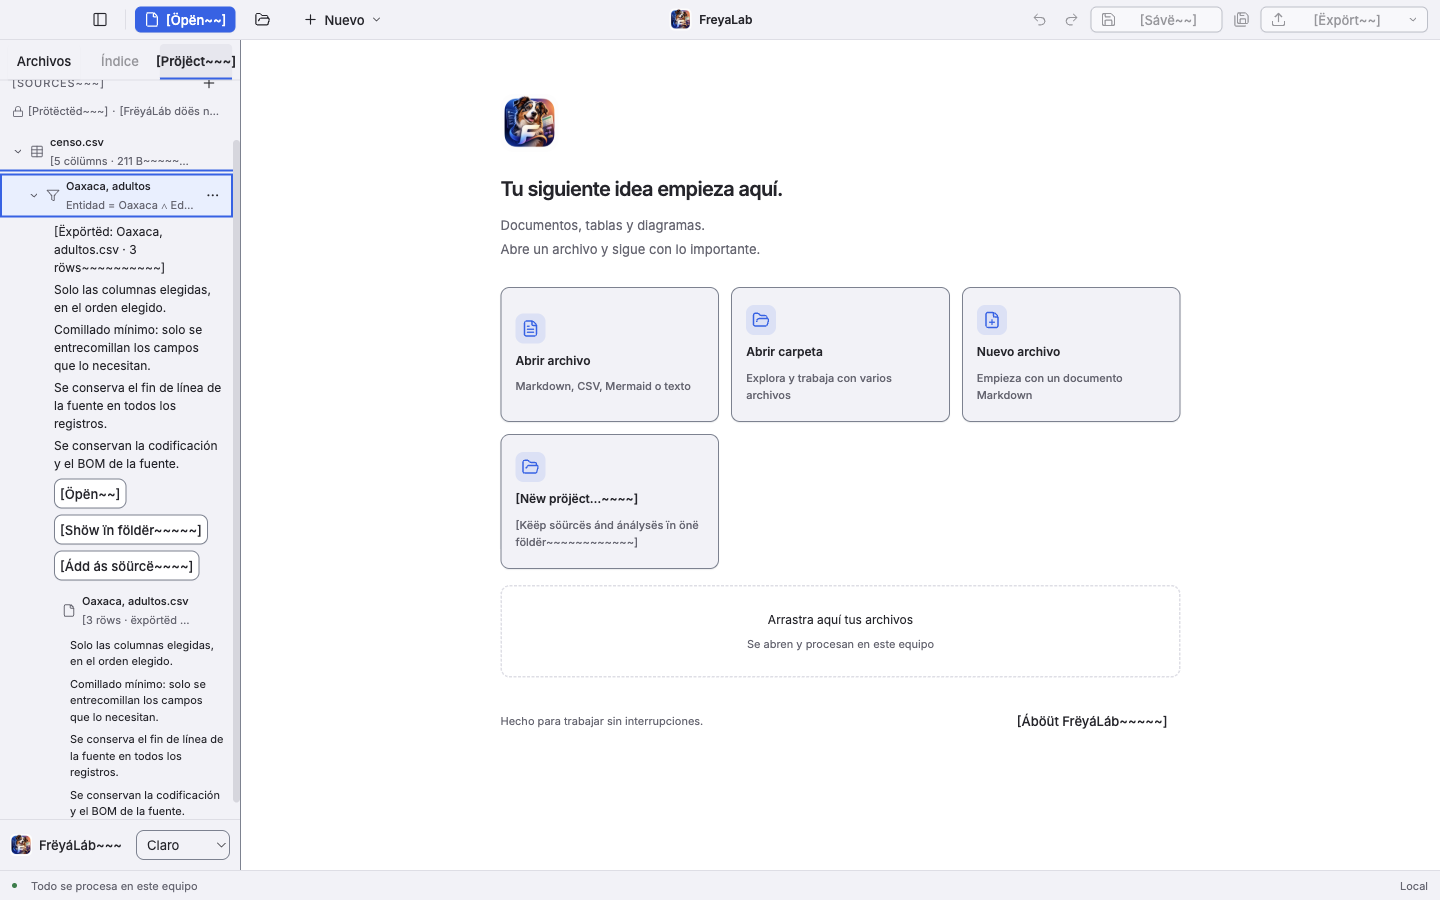 [Öpën~~]
Nuevo
FreyaLab
[Sávë~~]
[Ëxpört~~]
Archivos
Índice
[Pröjëct~~~]
[SOURCES~~~]
[Prötëctëd~~~] · [FrëyáLáb döës n...
censo.csv
[5 cölümns · 211 B~~~~~...
Oaxaca, adultos
Entidad = Oaxaca ∧ Ed...
[Ëxpörtëd: Oaxaca,
adultos.csv · 3
röws~~~~~~~~~~]
Solo las columnas elegidas,
en el orden elegido.
Comillado mínimo: solo se
entrecomillan los campos
que lo necesitan.
Se conserva el fin de línea de
la fuente en todos los
registros.
Se conservan la codificación
y el BOM de la fuente.
[Öpën~~]
[Shöw ïn földër~~~~~]
[Ádd ás söürcë~~~~]
Oaxaca, adultos.csv
[3 röws · ëxpörtëd ...
Solo las columnas elegidas,
en el orden elegido.
Comillado mínimo: solo se
entrecomillan los campos
que lo necesitan.
Se conserva el fin de línea de
la fuente en todos los
registros.
Se conservan la codificación
y el BOM de la fuente.
FrëyáLáb~~~
Claro
Tu siguiente idea empieza aquí.
Documentos, tablas y diagramas.
Abre un archivo y sigue con lo importante.
Abrir archivo
Markdown, CSV, Mermaid o texto
Abrir carpeta
Explora y trabaja con varios
archivos
Nuevo archivo
Empieza con un documento
Markdown
[Nëw pröjëct...~~~~]
[Këëp söürcës ánd ánálysës ïn önë
földër~~~~~~~~~~~~]
Arrastra aquí tus archivos
Se abren y procesan en este equipo
Hecho para trabajar sin interrupciones.
[Áböüt FrëyáLáb~~~~~]
Todo se procesa en este equipo
Local